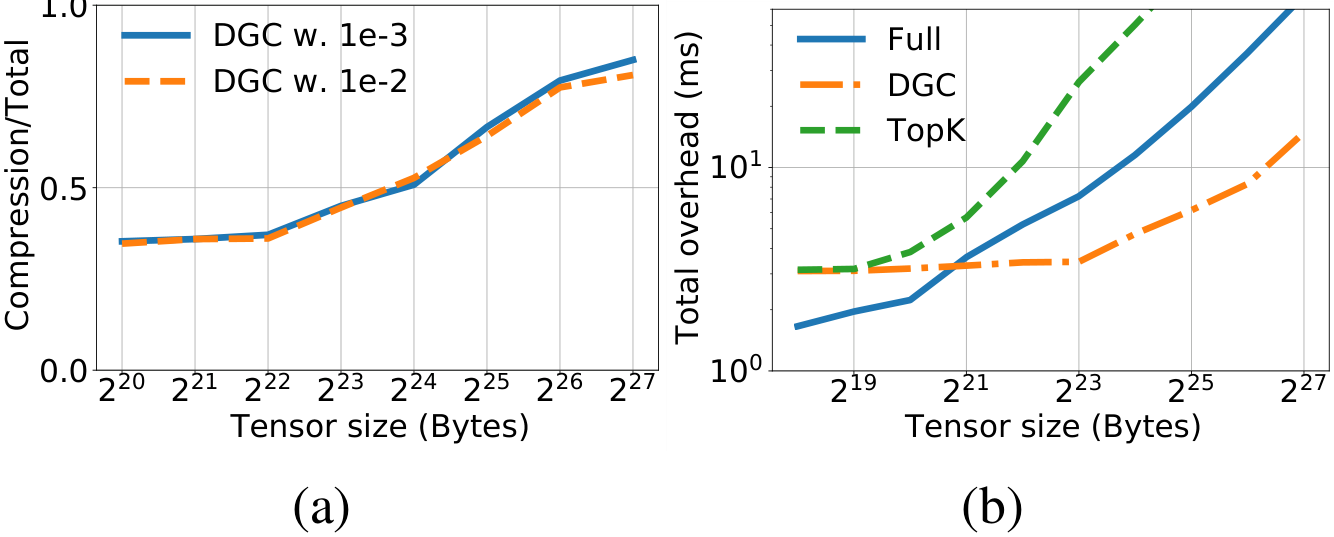 Compression/Total
1.0
0.5
0.0
DGC w. 1e-3
DGC w. 1e-2
2^20 2^21 2^22 2^23 2^24 2^25 2^26 2^27
Tensor size (Bytes)
(a)
Total overhead (ms)
10^1
10^0
Full
DGC
TopK
2^19 2^21 2^23 2^25 2^27
Tensor size (Bytes)
(b)